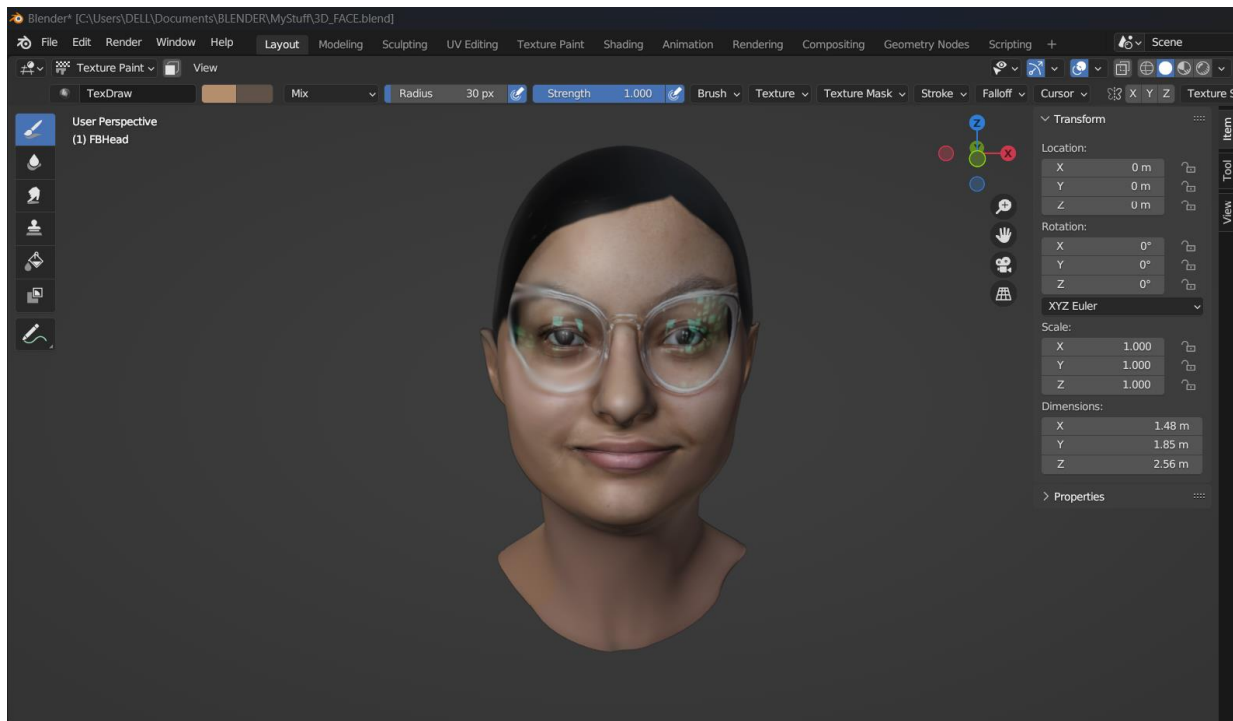 Blender* [C:\Users\DELL\Documents\BLENDER\MyStuff\3D_FACE.blend]
File Edit Render Window Help Layout Modeling Sculpting UV Editing Texture Paint Shading Animation Rendering Compositing Geometry Nodes Scripting + Scene
Texture Paint View
TexDraw Mix Radius 30 px Strength 1.000 Brush Texture Texture Mask Stroke Falloff Cursor X Y Z Texture S
User Perspective
(1) FBHead
Z
X
Y
Transform
Location:
X 0 m
Y 0 m
Z 0 m
Rotation:
X 0°
Y 0°
Z 0°
XYZ Euler
Scale:
X 1.000
Y 1.000
Z 1.000
Dimensions:
X 1.48 m
Y 1.85 m
Z 2.56 m
Properties
Item
Tool
View